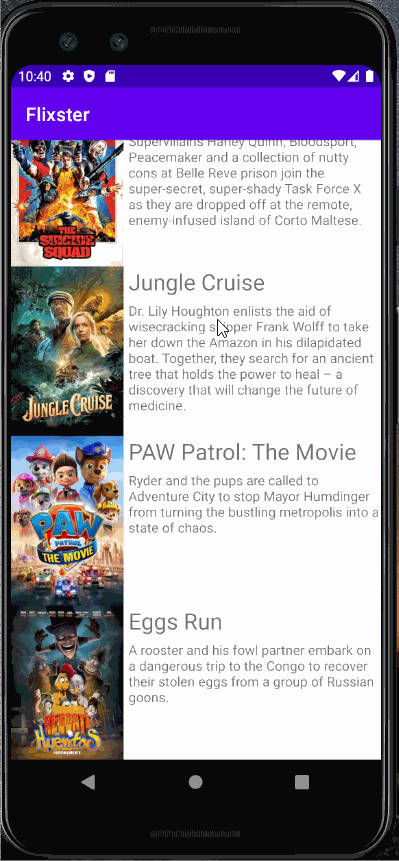 10:40
Flixster
Supervillains Harley Quinn, Bloodsport,
Peacemaker and a collection of nutty
cons at Belle Reve prison join the
super-secret, super-shady Task Force X
as they are dropped off at the remote,
enemy-infused island of Corto Maltese.
THE
SUICIDE
SQUAD
Jungle Cruise
Dr. Lily Houghton enlists the aid of
wisecracking skipper Frank Wolff to take
her down the Amazon in his dilapidated
boat. Together, they search for an ancient
tree that holds the power to heal – a
discovery that will change the future of
medicine.
JUNGLE CRUISE
PAW Patrol: The Movie
Ryder and the pups are called to
Adventure City to stop Mayor Humdinger
from turning the bustling metropolis into a
state of chaos.
PAW
PATROL
THE MOVIE
Eggs Run
A rooster and his fowl partner embark on
a dangerous trip to the Congo to recover
their stolen eggs from a group of Russian
goons.
RESCATE
Huevitos